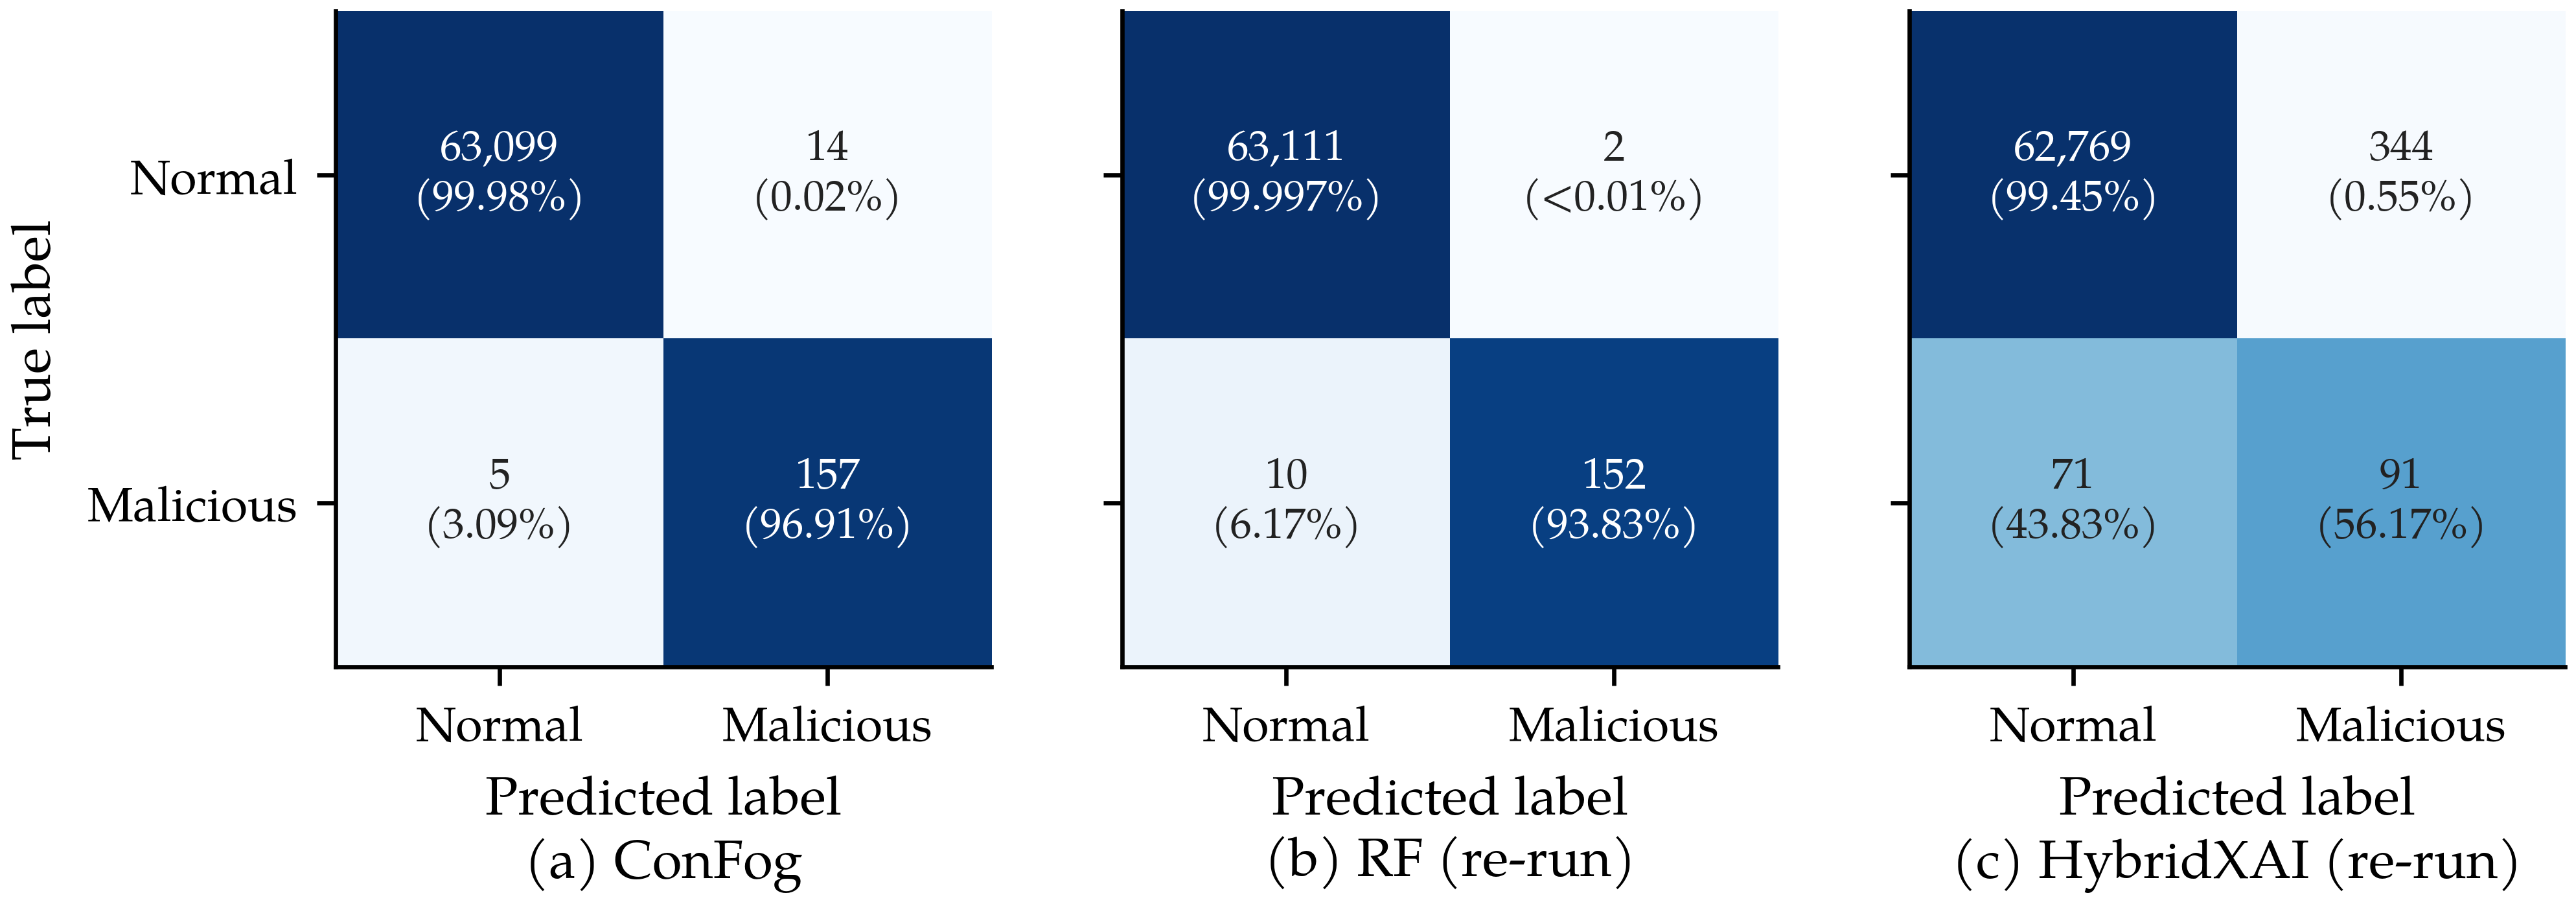 True label
Normal
Malicious
63,099
(99.98%)
14
(0.02%)
5
(3.09%)
157
(96.91%)
Normal
Malicious
Predicted label
(a) ConFog
63,111
(99.997%)
2
(<0.01%)
10
(6.17%)
152
(93.83%)
Normal
Malicious
Predicted label
(b) RF (re-run)
62,769
(99.45%)
344
(0.55%)
71
(43.83%)
91
(56.17%)
Normal
Malicious
Predicted label
(c) HybridXAI (re-run)